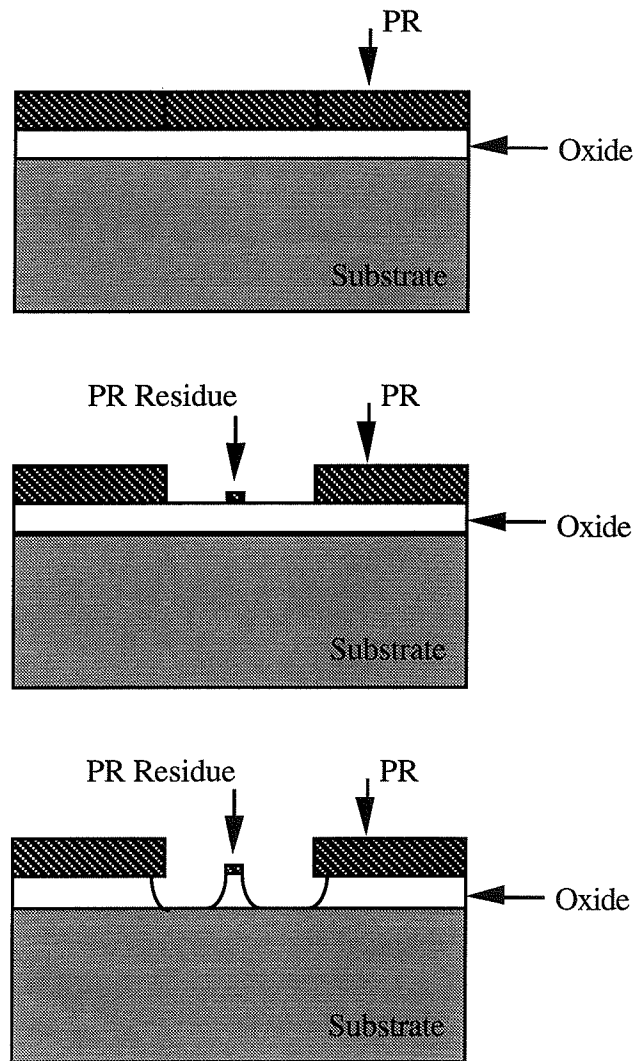 PR
Oxide
Substrate
PR Residue
PR
Oxide
Substrate
PR Residue
PR
Oxide
Substrate